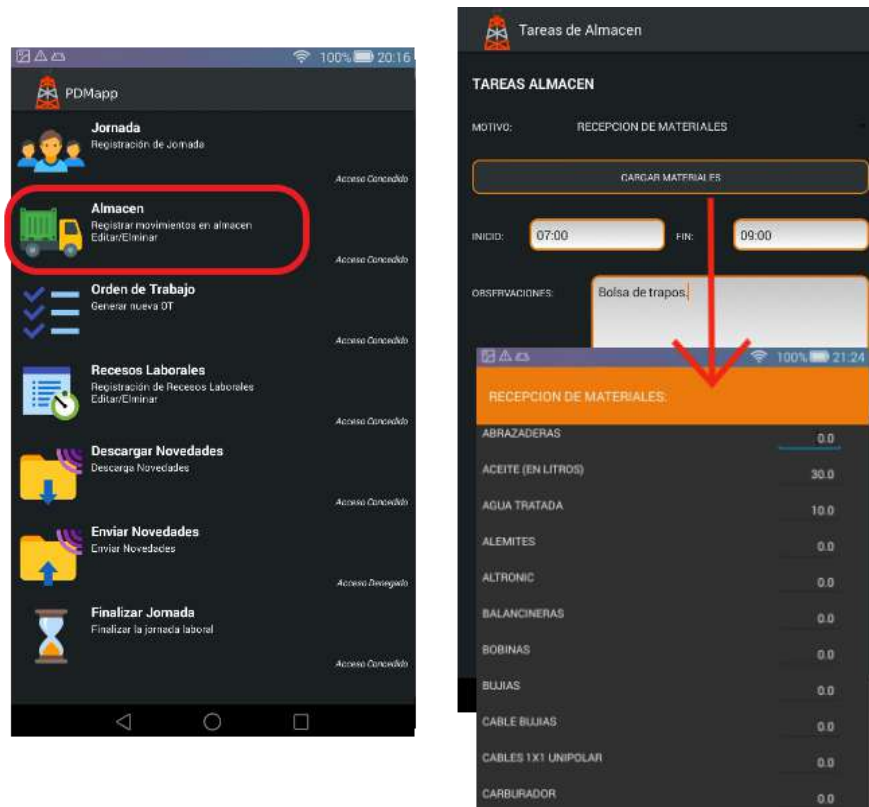 100% 20:16
PDMapp
Jornada
Registración de Jornada
Acceso Concedido
Almacen
Registrar movimientos en almacen
Editar/Elminar
Acceso Concedido
Orden de Trabajo
Generar nueva OT
Acceso Concedido
Recesos Laborales
Registración de Recesos Laborales
Editar/Elminar
Acceso Concedido
Descargar Novedades
Descarga Novedades
Acceso Concedido
Enviar Novedades
Enviar Novedades
Acceso Denegado
Finalizar Jornada
Finalizar la jornada laboral
Acceso Concedido
Tareas de Almacen
TAREAS ALMACEN
MOTIVO: RECEPCION DE MATERIALES
CARGAR MATERIALES
INICIO: 07:00 FIN: 09:00
OBSERVACIONES: Bolsa de trapos.
100% 21:24
RECEPCION DE MATERIALES:
ABRAZADERAS 0.0
ACEITE (EN LITROS) 30.0
AGUA TRATADA 10.0
ALEMITES 0.0
ALTRONIC 0.0
BALANCINERAS 0.0
BOBINAS 0.0
BUJIAS 0.0
CABLE BUJIAS 0.0
CABLES 1X1 UNIPOLAR 0.0
CARBURADOR 0.0